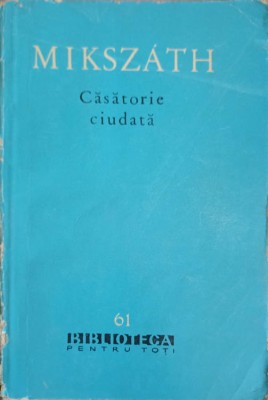 MIKSZÁTH
Căsătorie
ciudată
61
BIBLIOTECA
PENTRU TOȚI